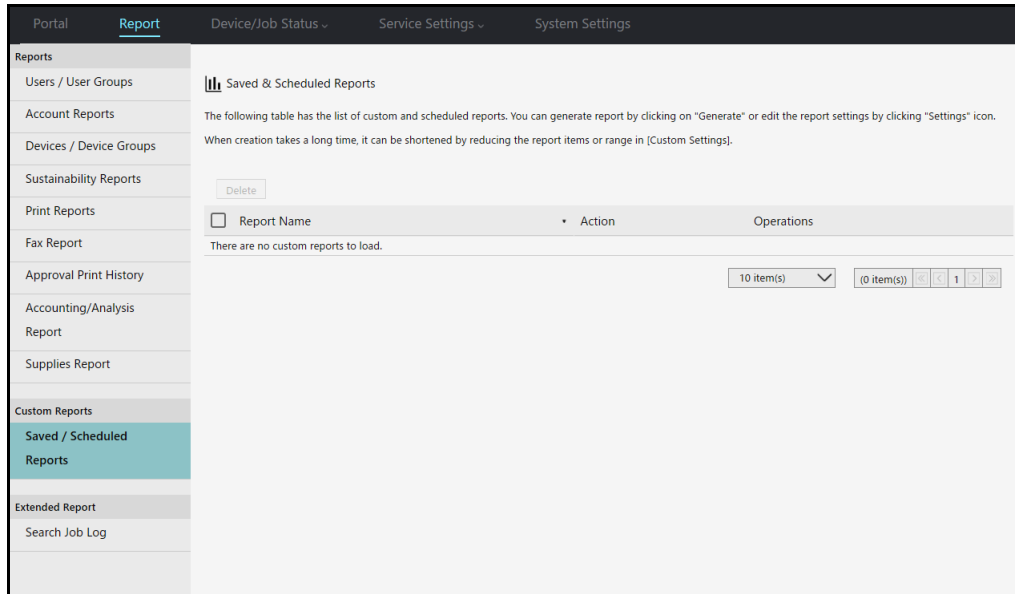 Portal Report Device/Job Status Service Settings System Settings
Reports
Users / User Groups
Account Reports
Devices / Device Groups
Sustainability Reports
Print Reports
Fax Report
Approval Print History
Accounting/Analysis
Report
Supplies Report
Custom Reports
Saved / Scheduled
Reports
Extended Report
Search Job Log
Saved & Scheduled Reports
The following table has the list of custom and scheduled reports. You can generate report by clicking on "Generate" or edit the report settings by clicking "Settings" icon.
When creation takes a long time, it can be shortened by reducing the report items or range in [Custom Settings].
Delete
Report Name Action Operations
There are no custom reports to load.
10 item(s) (0 item(s)) 1